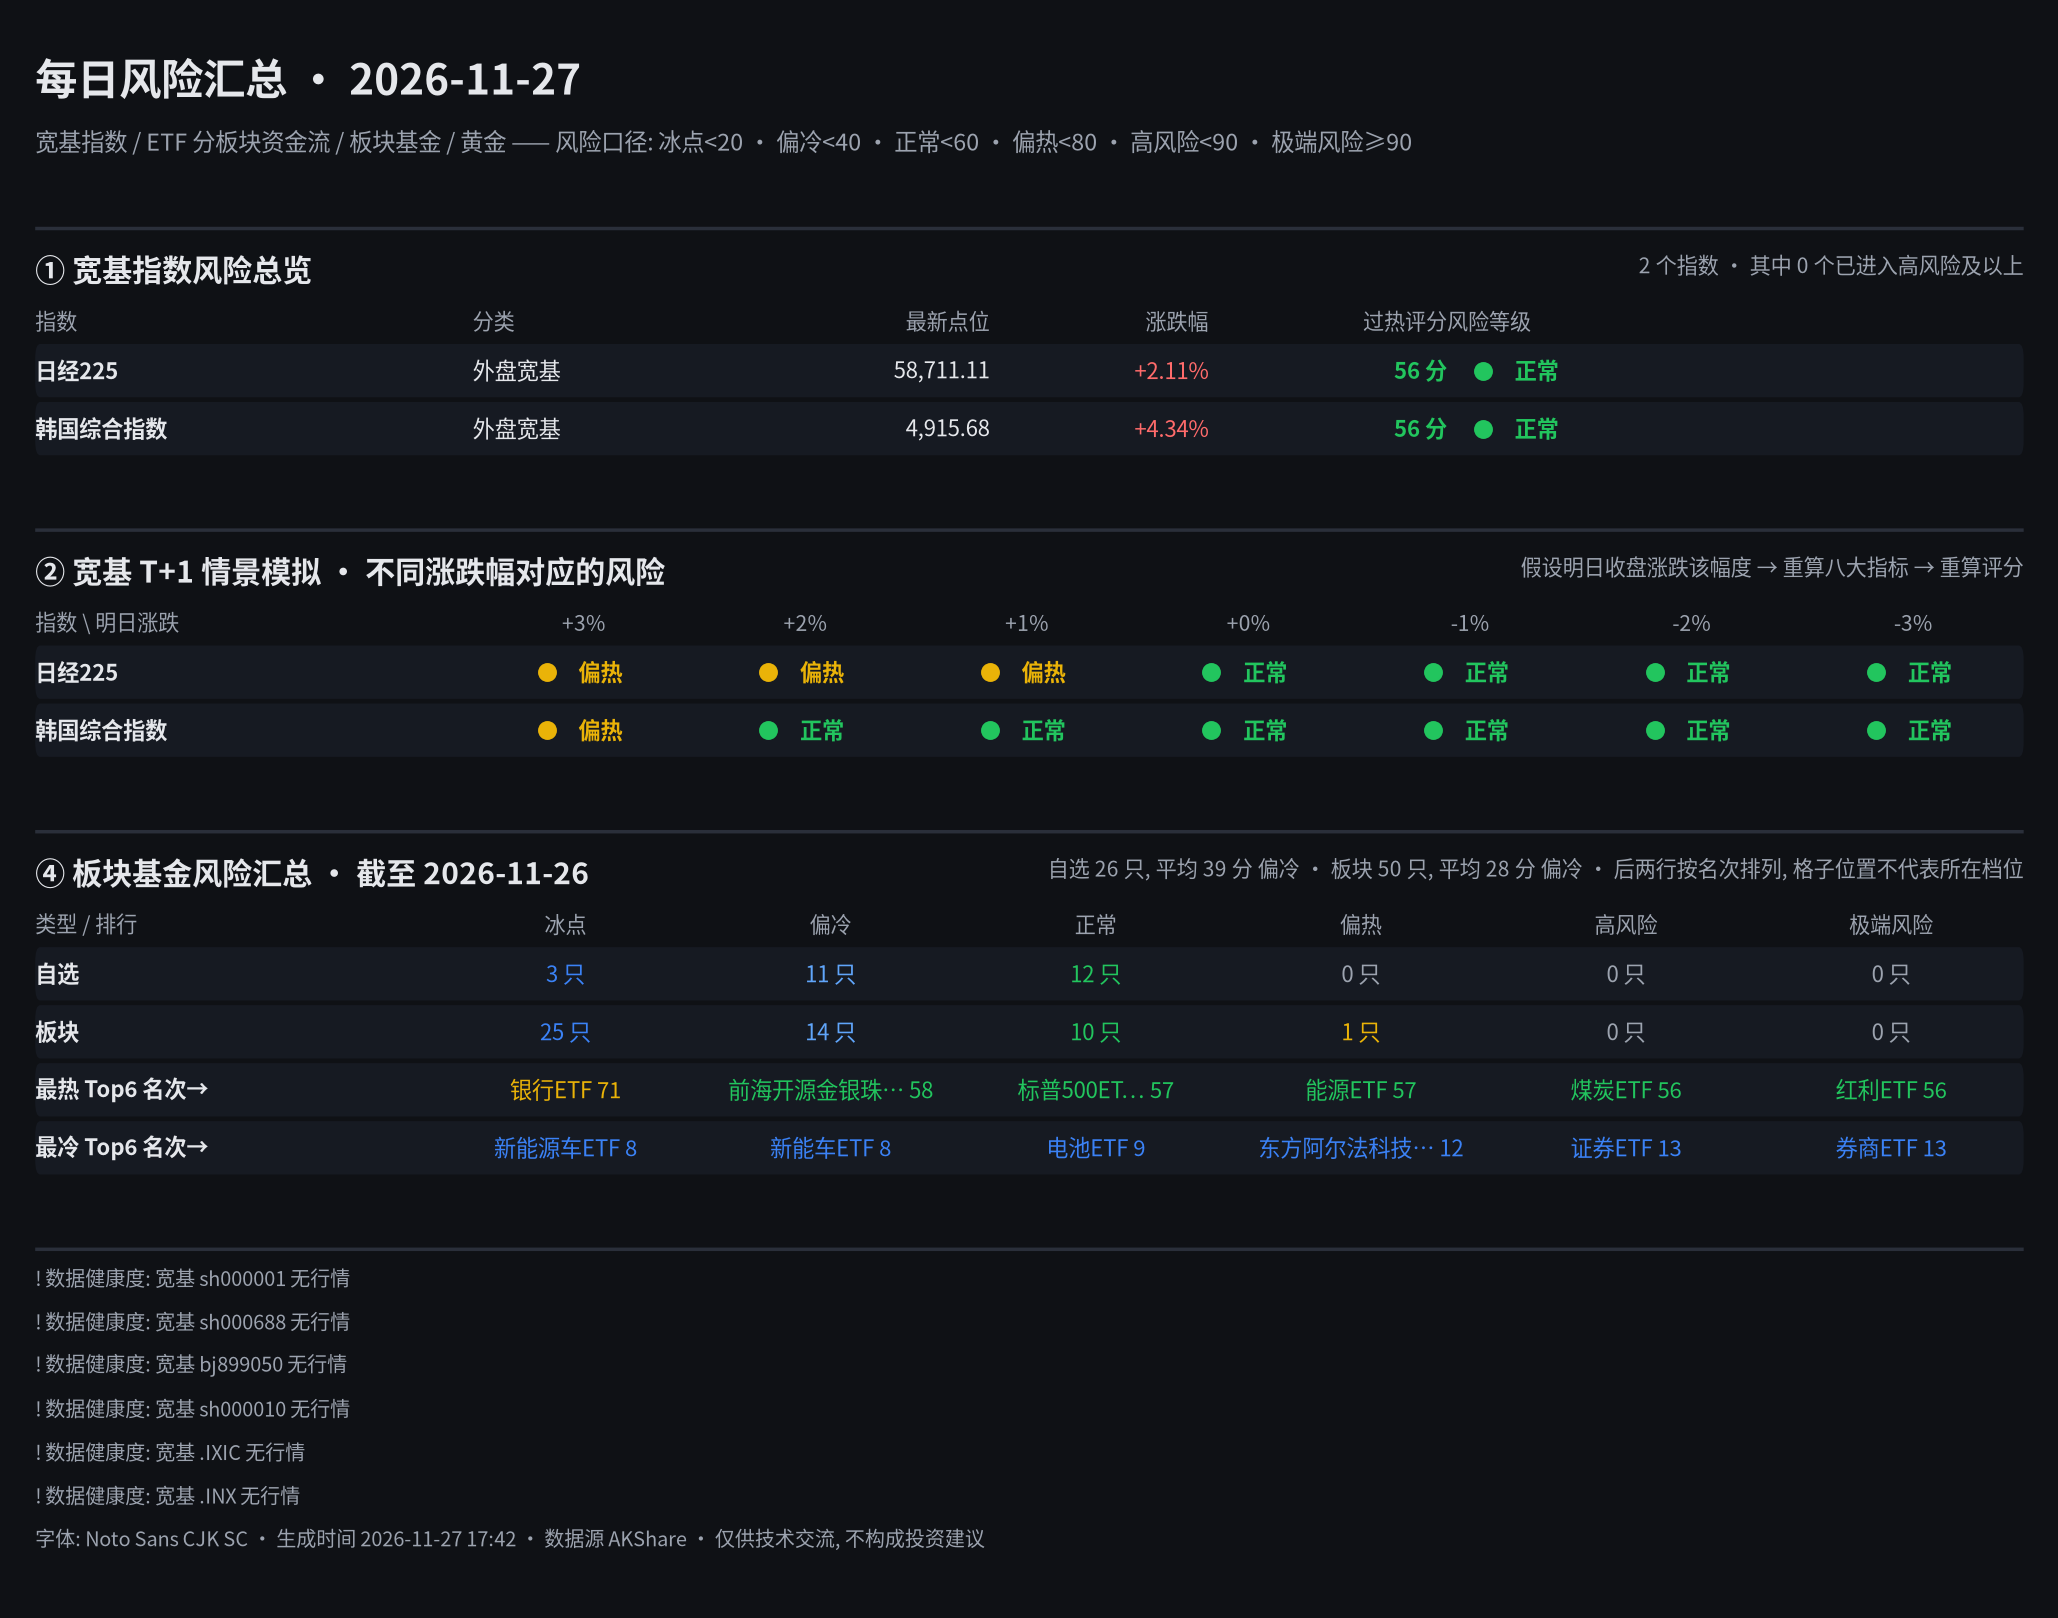 每日风险汇总 · 2026-11-27
宽基指数 / ETF 分板块资金流 / 板块基金 / 黄金 —— 风险口径: 冰点<20 · 偏冷<40 · 正常<60 · 偏热<80 · 高风险<90 · 极端风险≥90
① 宽基指数风险总览 2 个指数 · 其中 0 个已进入高风险及以上
指数 分类 最新点位 涨跌幅 过热评分风险等级
日经225 外盘宽基 58,711.11 +2.11% 56 分 ● 正常
韩国综合指数 外盘宽基 4,915.68 +4.34% 56 分 ● 正常
② 宽基 T+1 情景模拟 · 不同涨跌幅对应的风险 假设明日收盘涨跌该幅度 → 重算八大指标 → 重算评分
指数 \ 明日涨跌 +3% +2% +1% +0% -1% -2% -3%
日经225 ● 偏热 ● 偏热 ● 偏热 ● 正常 ● 正常 ● 正常 ● 正常
韩国综合指数 ● 偏热 ● 正常 ● 正常 ● 正常 ● 正常 ● 正常 ● 正常
④ 板块基金风险汇总 · 截至 2026-11-26 自选 26 只, 平均 39 分 偏冷 · 板块 50 只, 平均 28 分 偏冷 · 后两行按名次排列, 格子位置不代表所在档位
类型 / 排行 冰点 偏冷 正常 偏热 高风险 极端风险
自选 3 只 11 只 12 只 0 只 0 只 0 只
板块 25 只 14 只 10 只 1 只 0 只 0 只
最热 Top6 名次→ 银行ETF 71 前海开源金银珠… 58 标普500ET… 57 能源ETF 57 煤炭ETF 56 红利ETF 56
最冷 Top6 名次→ 新能源车ETF 8 新能车ETF 8 电池ETF 9 东方阿尔法科技… 12 证券ETF 13 券商ETF 13
! 数据健康度: 宽基 sh000001 无行情
! 数据健康度: 宽基 sh000688 无行情
! 数据健康度: 宽基 bj899050 无行情
! 数据健康度: 宽基 sh000010 无行情
! 数据健康度: 宽基 .IXIC 无行情
! 数据健康度: 宽基 .INX 无行情
字体: Noto Sans CJK SC · 生成时间 2026-11-27 17:42 · 数据源 AKShare · 仅供技术交流, 不构成投资建议